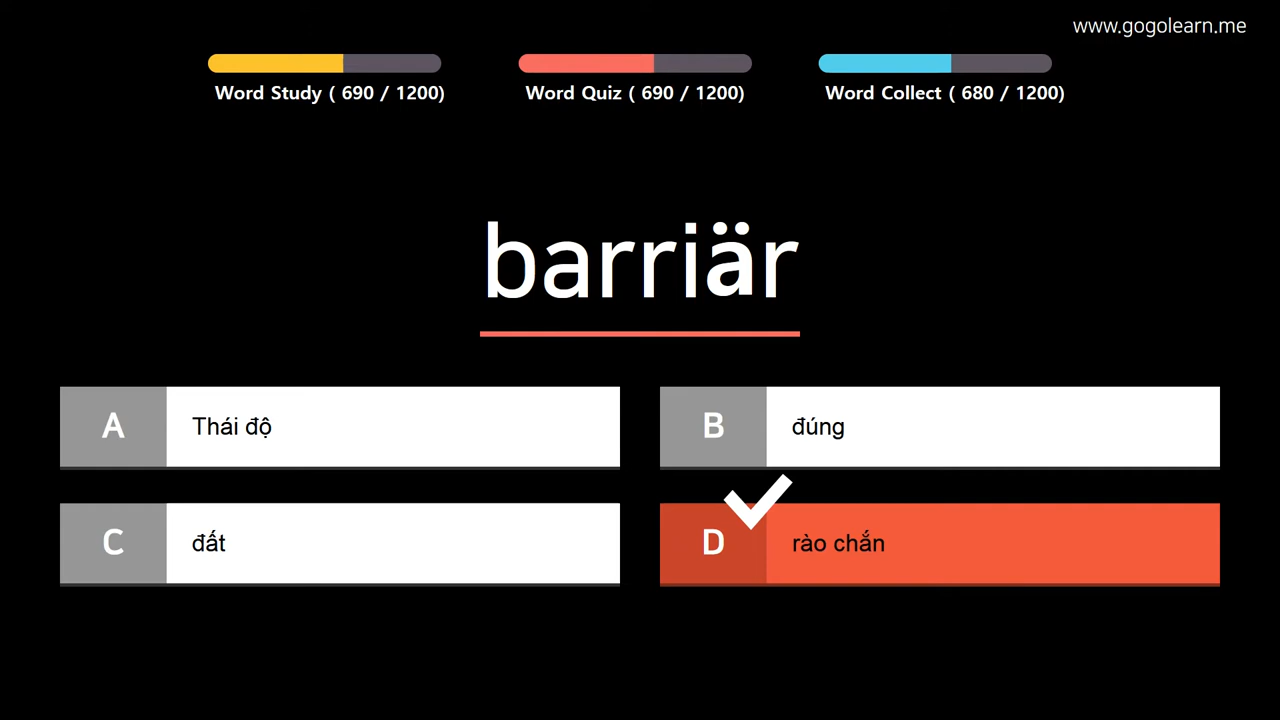 www.gogolearn.me
Word Study ( 690 / 1200)
Word Quiz ( 690 / 1200)
Word Collect ( 680 / 1200)
barriär
A Thái độ
B đúng
C đất
D rào chắn